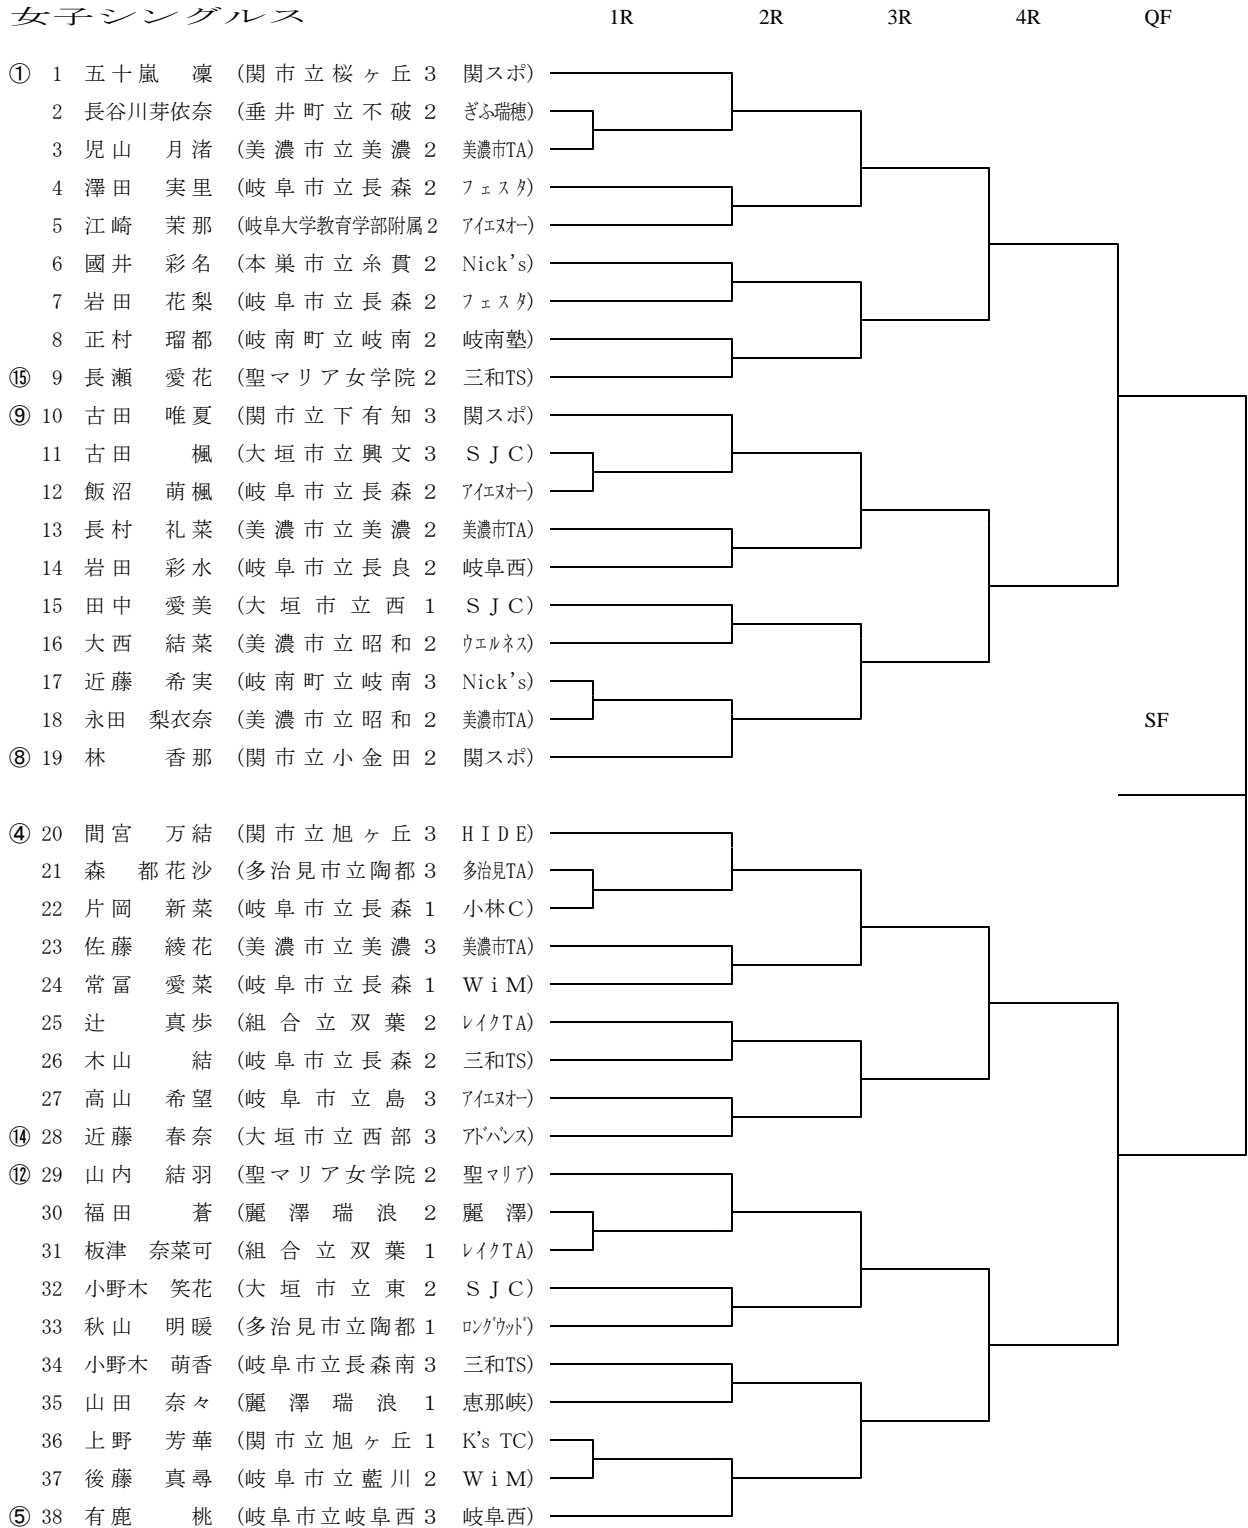 女子シングルス 1R 2R 3R 4R QF
① 1 五十嵐 凜 (関市立桜ヶ丘3 関スポ)
2 長谷川芽依奈 (垂井町立不破2 ぎふ瑞穂)
3 児山 月渚 (美濃市立美濃2 美濃市TA)
4 澤田 実里 (岐阜市立長森2 フェスタ)
5 江崎 茉那 (岐阜大学教育学部附属2 アイエヌオー)
6 國井 彩名 (本巣市立糸貫2 Nick's)
7 岩田 花梨 (岐阜市立長森2 フェスタ)
8 正村 瑠都 (岐南町立岐南2 岐南塾)
⑮ 9 長瀬 愛花 (聖マリア女学院2 三和TS)
⑨ 10 古田 唯夏 (関市立下有知3 関スポ)
11 古田 楓 (大垣市立興文3 SJC)
12 飯沼 萌楓 (岐阜市立長森2 アイエヌオー)
13 長村 礼菜 (美濃市立美濃2 美濃市TA)
14 岩田 彩水 (岐阜市立長良2 岐阜西)
15 田中 愛美 (大垣市立西1 SJC)
16 大西 結菜 (美濃市立昭和2 ウエルネス)
17 近藤 希実 (岐南町立岐南3 Nick's)
18 永田 梨衣奈 (美濃市立昭和2 美濃市TA) SF
⑧ 19 林 香那 (関市立小金田2 関スポ)
④ 20 間宮 万結 (関市立旭ヶ丘3 HIDE)
21 森 都花沙 (多治見市立陶都3 多治見TA)
22 片岡 新菜 (岐阜市立長森1 小林C)
23 佐藤 綾花 (美濃市立美濃3 美濃市TA)
24 常冨 愛菜 (岐阜市立長森1 WiM)
25 辻 真歩 (組合立双葉2 レイクTA)
26 木山 結 (岐阜市立長森2 三和TS)
27 高山 希望 (岐阜市立島3 アイエヌオー)
⑭ 28 近藤 春奈 (大垣市立西部3 アドバンス)
⑫ 29 山内 結羽 (聖マリア女学院2 聖マリア)
30 福田 蒼 (麗澤瑞浪2 麗澤)
31 板津 奈菜可 (組合立双葉1 レイクTA)
32 小野木 笑花 (大垣市立東2 SJC)
33 秋山 明暖 (多治見市立陶都1 ロングウッド)
34 小野木 萌香 (岐阜市立長森南3 三和TS)
35 山田 奈々 (麗澤瑞浪1 恵那峡)
36 上野 芳華 (関市立旭ヶ丘1 K's TC)
37 後藤 真尋 (岐阜市立藍川2 WiM)
⑤ 38 有鹿 桃 (岐阜市立岐阜西3 岐阜西)